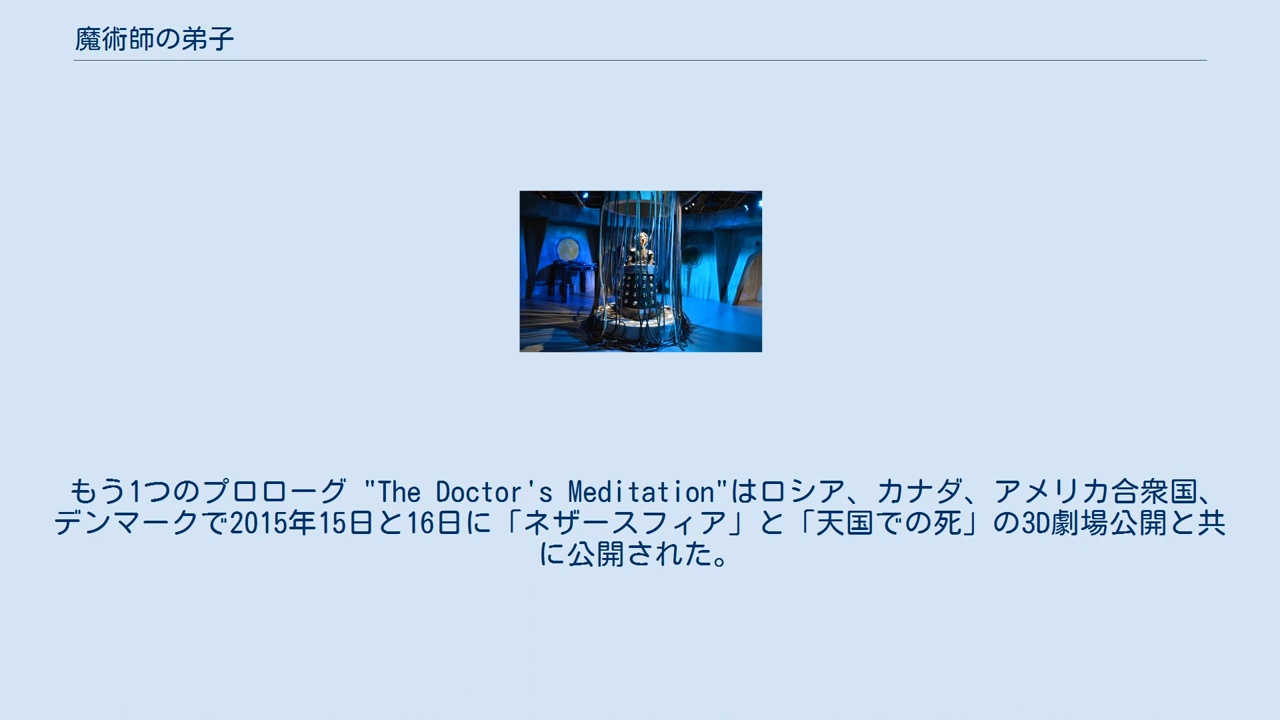 魔術師の弟子
もう1つのプロローグ "The Doctor's Meditation"はロシア、カナダ、アメリカ合衆国、
デンマークで2015年15日と16日に「ネザースフィア」と「天国での死」の3D劇場公開と共
に公開された。